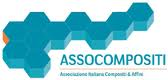 ASSOCOMPOSITI
Associazione Italiana Compositi & Affini